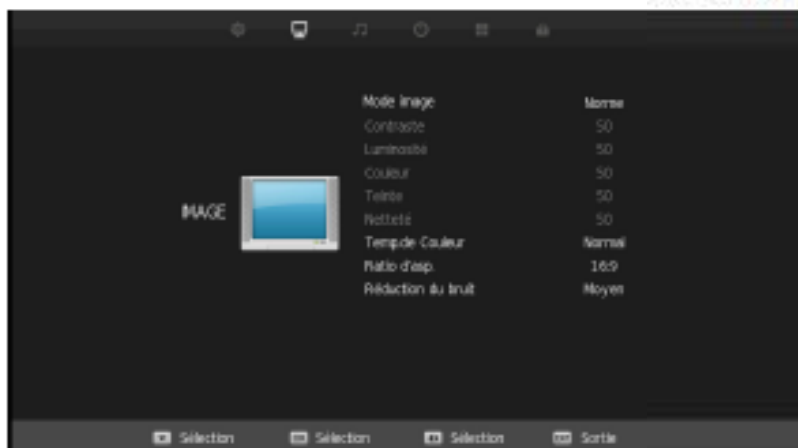 Mode image Norme
Contraste 50
Luminosité 50
Couleur 50
Teinte 50
Netteté 50
IMAGE
Temp.de Couleur Normal
Ratio d'asp. 16:9
Réduction du bruit Moyen
Sélection Sélection Sélection Sortie